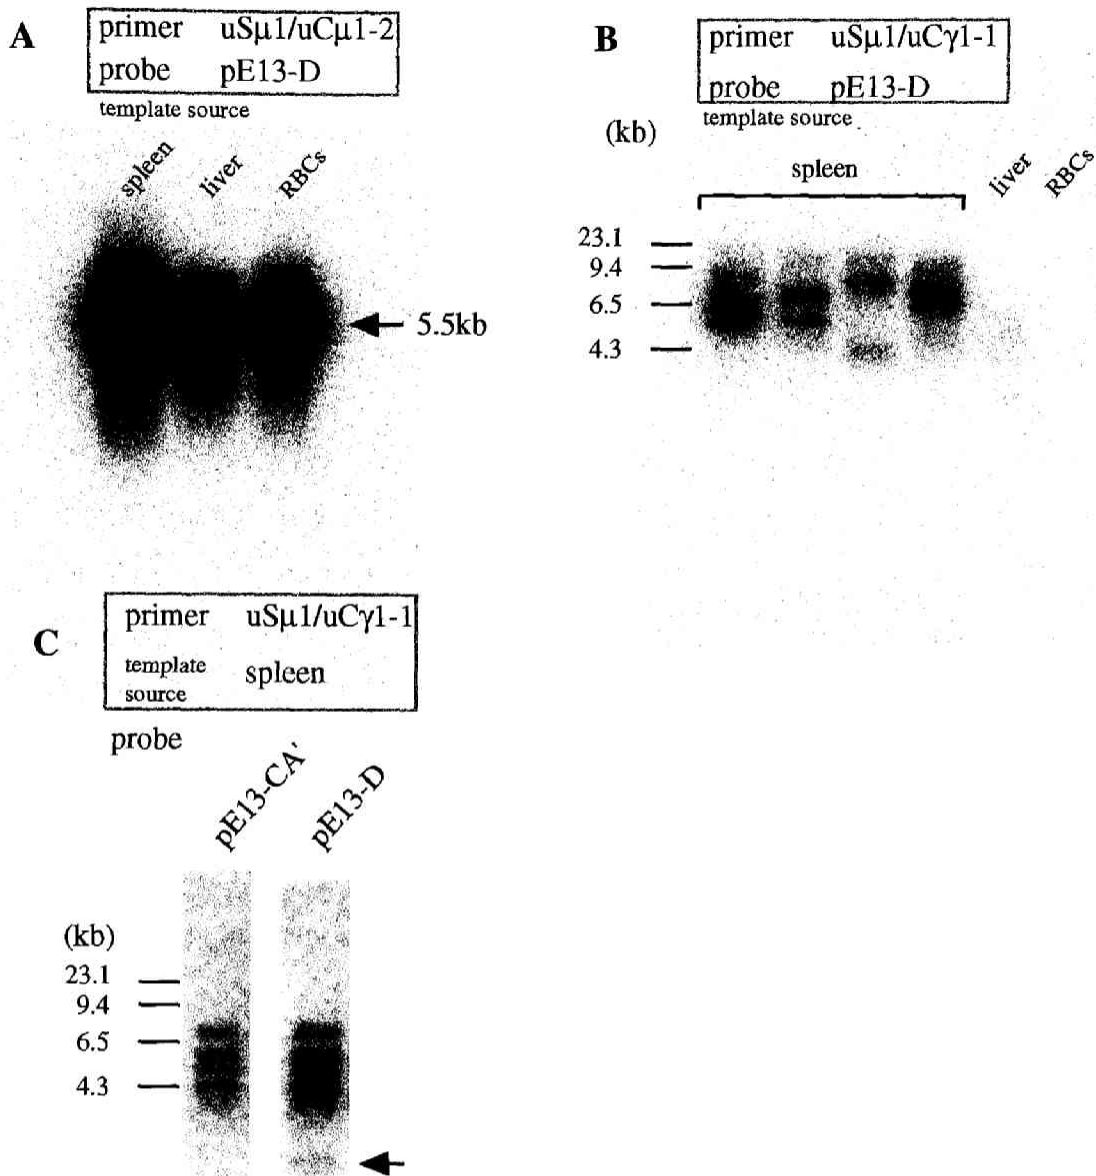 A
primer uSμ1/uCμ1-2
probe pE13-D
template source
spleen liver RBCs
5.5kb
B
primer uSμ1/uCγ1-1
probe pE13-D
template source
(kb)
spleen liver RBCs
23.1
9.4
6.5
4.3
C
primer uSμ1/uCγ1-1
template source spleen
probe
pE13-CA' pE13-D
(kb)
23.1
9.4
6.5
4.3